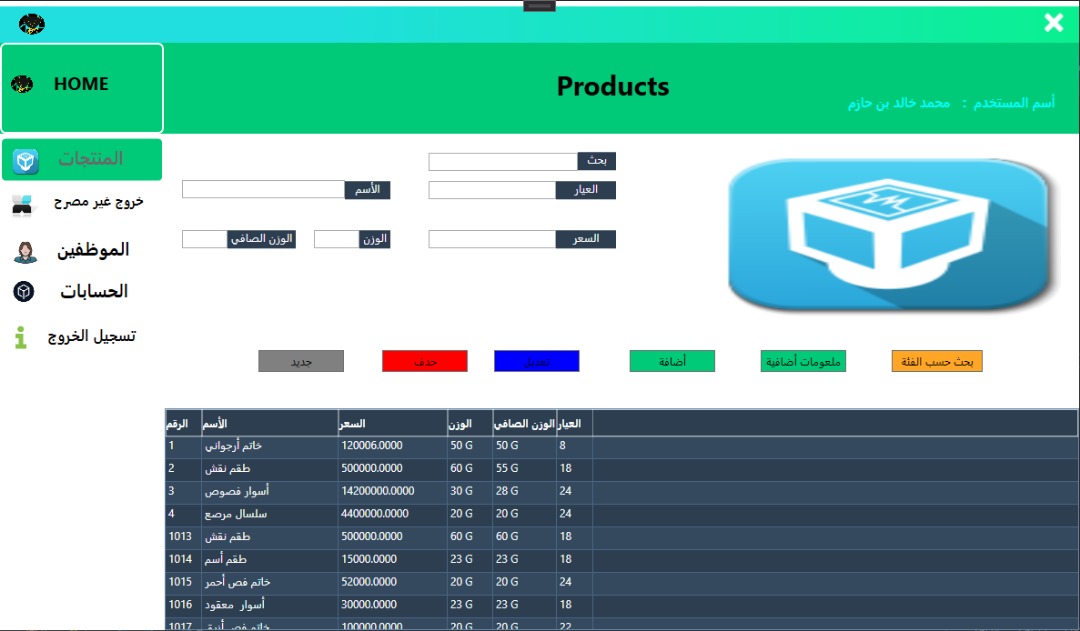 HOME
Products
أسم المستخدم : محمد خالد بن حازم
المنتجات
خروج غير مصرح
الموظفين
الحسابات
تسجيل الخروج
بحث
العيار
الأسم
السعر
الوزن
الوزن الصافي
بحث حسب الفئة
ملعومات أضافية
أضافة
تعديل
حذف
جديد
الرقم الأسم السعر الوزن الوزن الصافي العيار
1 خاتم أرجواني 120006.0000 50 G 50 G 8
2 طقم نقش 500000.0000 60 G 55 G 18
3 أسوار فصوص 14200000.0000 30 G 28 G 24
4 سلسال مرصع 4400000.0000 20 G 20 G 24
1013 طقم نقش 500000.0000 60 G 60 G 18
1014 طقم أسم 15000.0000 23 G 23 G 18
1015 خاتم فص أحمر 52000.0000 20 G 20 G 24
1016 أسوار معقود 30000.0000 23 G 23 G 18
1017 خاتم فص أزرق 100000.0000 20 G 20 G 22